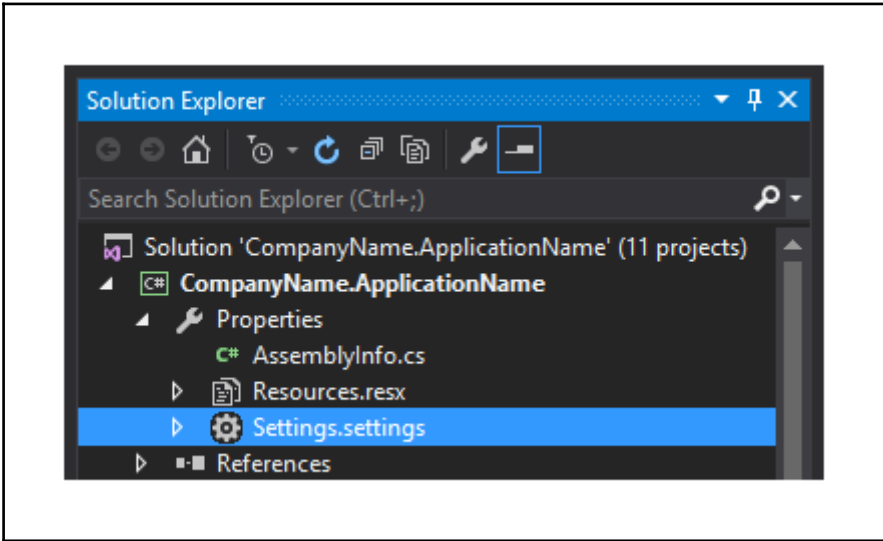 Solution Explorer
Search Solution Explorer (Ctrl+;)
Solution 'CompanyName.ApplicationName' (11 projects)
C# CompanyName.ApplicationName
Properties
C# AssemblyInfo.cs
Resources.resx
Settings.settings
References